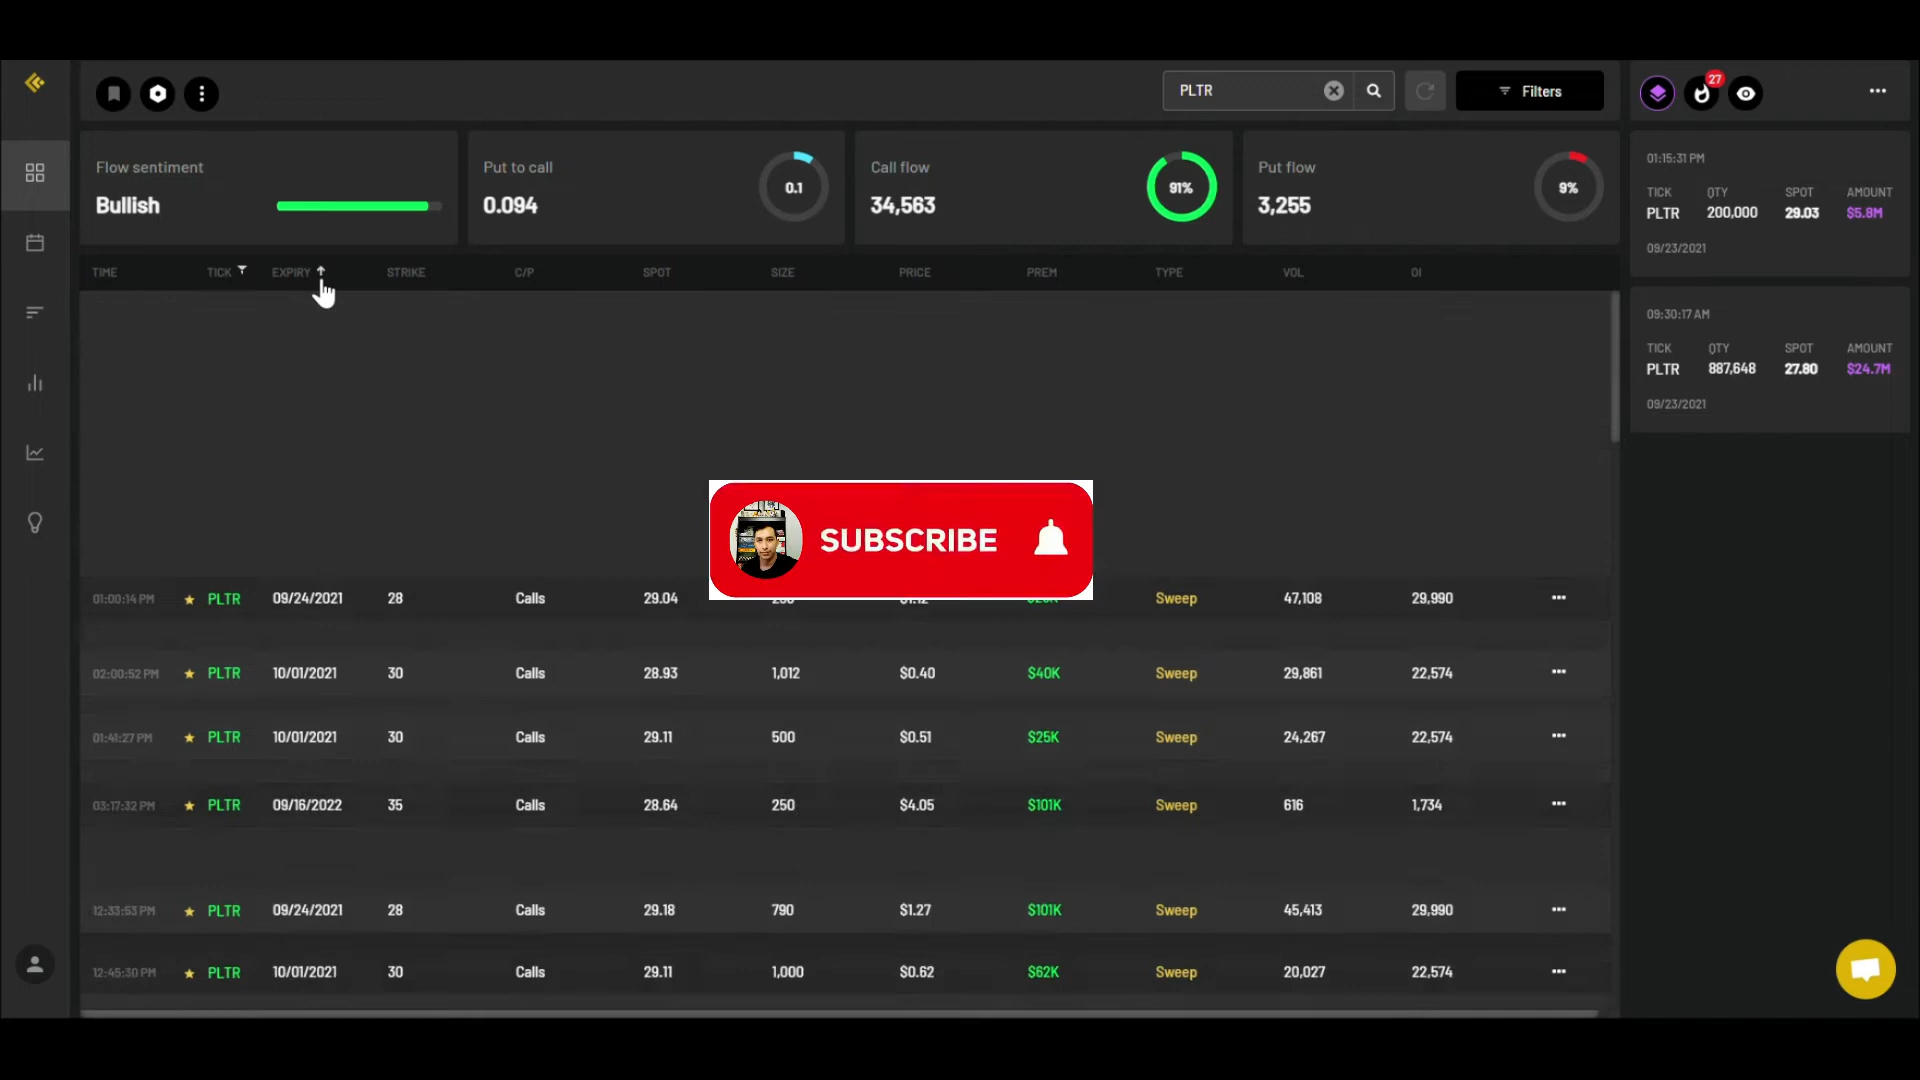 PLTR
Filters
27
Flow sentiment
Bullish
Put to call
0.094
0.1
Call flow
34,563
91%
Put flow
3,255
9%
TIME TICK EXPIRY STRIKE C/P SPOT SIZE PRICE PREM TYPE VOL OI
01:00:14 PM PLTR 09/24/2021 28 Calls 29.04 Sweep 47,108 29,990
02:00:52 PM PLTR 10/01/2021 30 Calls 28.93 1,012 $0.40 $40K Sweep 29,861 22,574
01:41:27 PM PLTR 10/01/2021 30 Calls 29.11 500 $0.51 $25K Sweep 24,267 22,574
03:17:32 PM PLTR 09/16/2022 35 Calls 28.64 250 $4.05 $101K Sweep 616 1,734
12:33:53 PM PLTR 09/24/2021 28 Calls 29.18 790 $1.27 $101K Sweep 45,413 29,990
12:45:30 PM PLTR 10/01/2021 30 Calls 29.11 1,000 $0.62 $62K Sweep 20,027 22,574
SUBSCRIBE
01:15:31 PM
TICK QTY SPOT AMOUNT
PLTR 200,000 29.03 $5.8M
09/23/2021
09:30:17 AM
TICK QTY SPOT AMOUNT
PLTR 887,648 27.80 $24.7M
09/23/2021